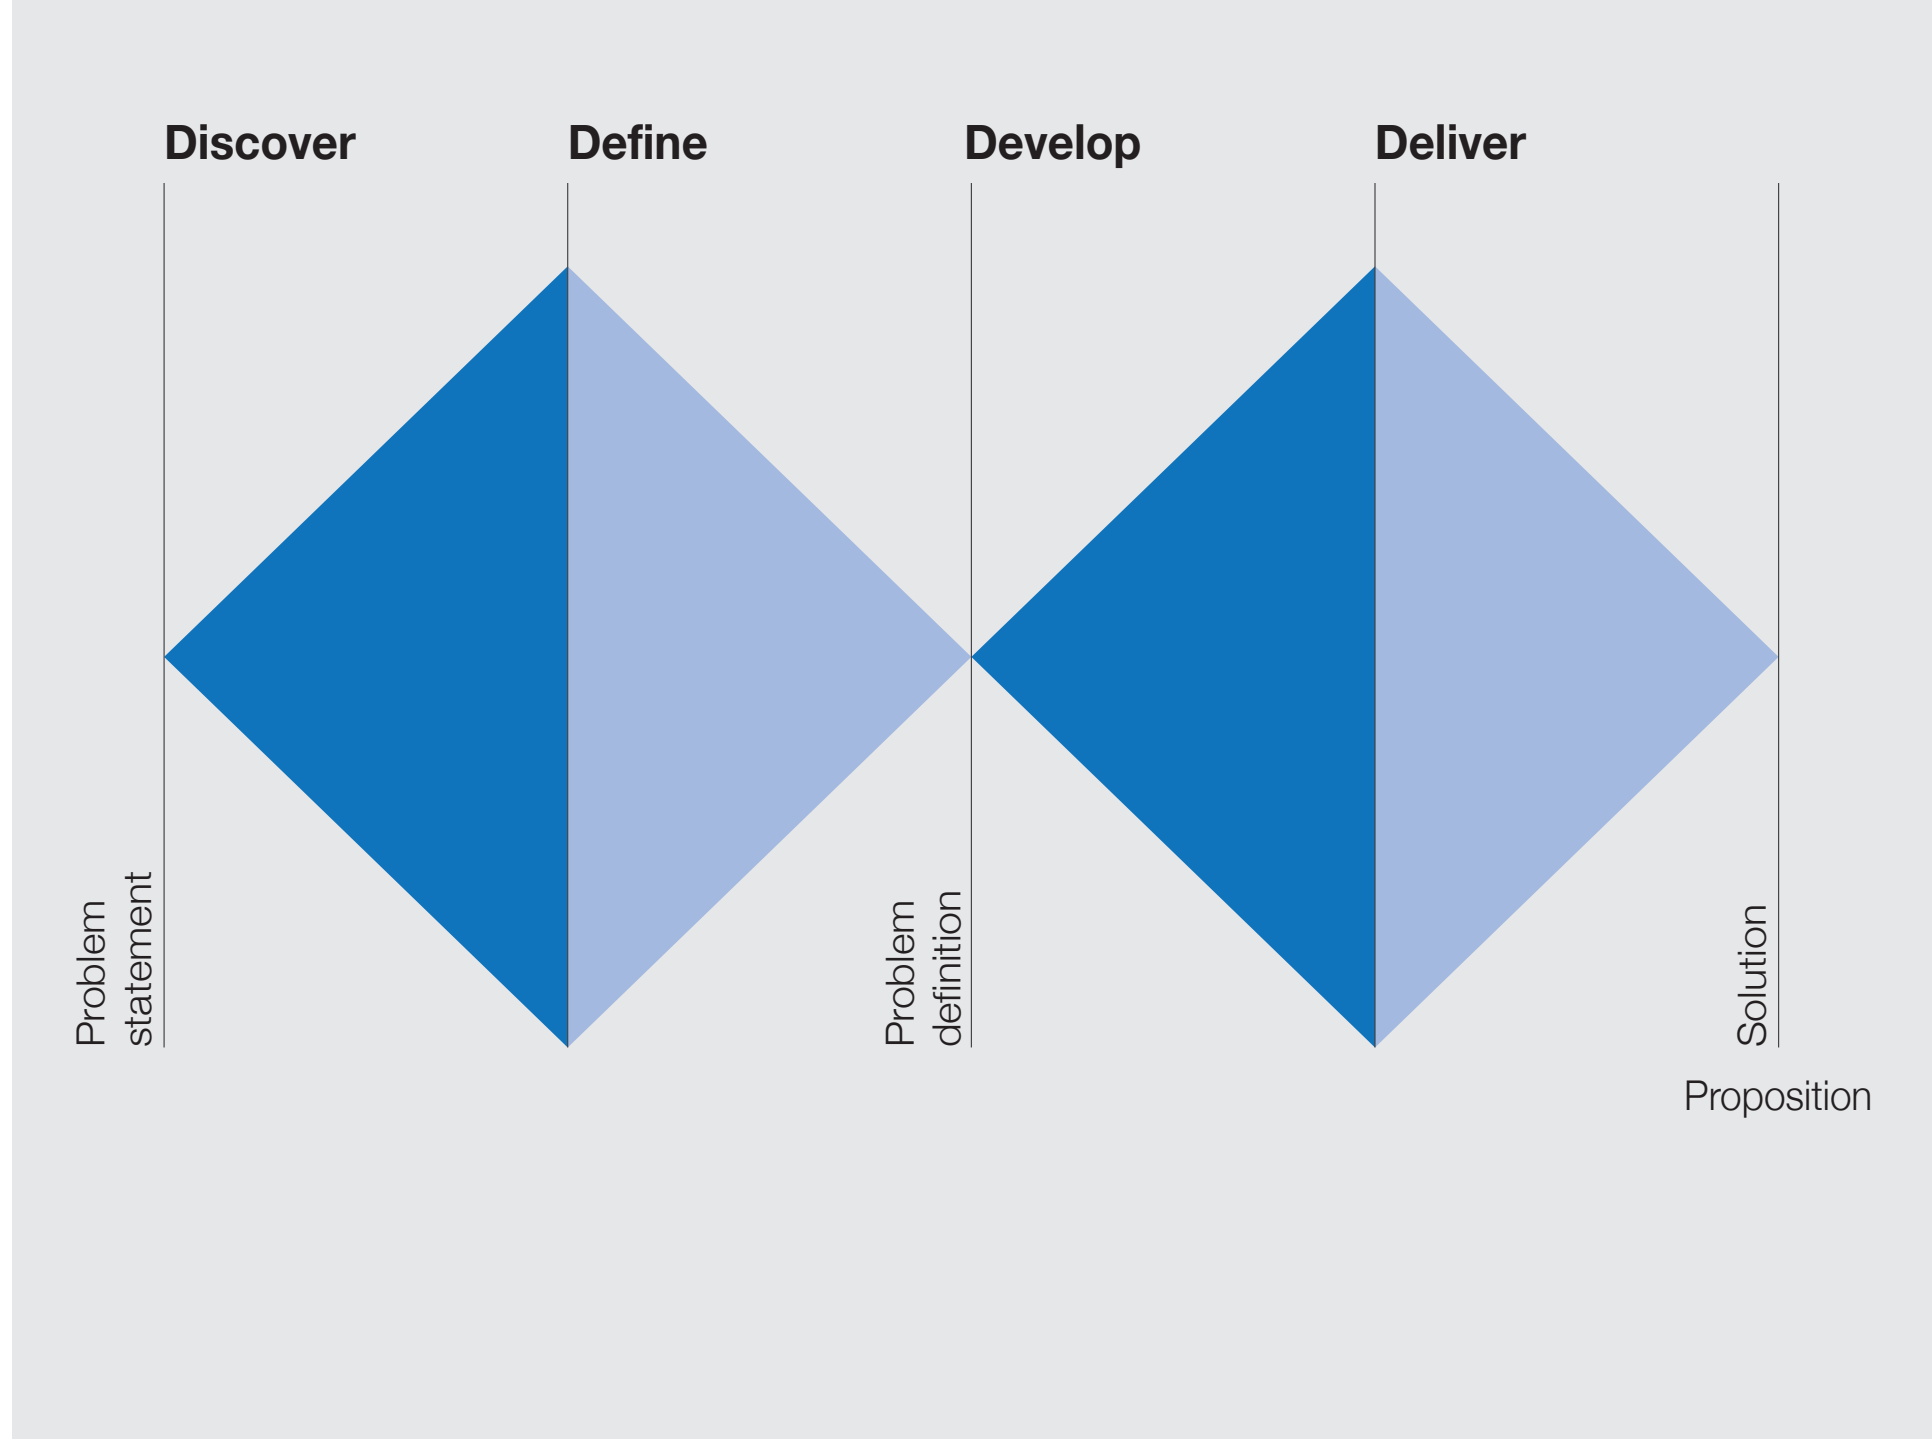 Discover
Define
Develop
Deliver
Problem
statement
Problem
definition
Solution
Proposition